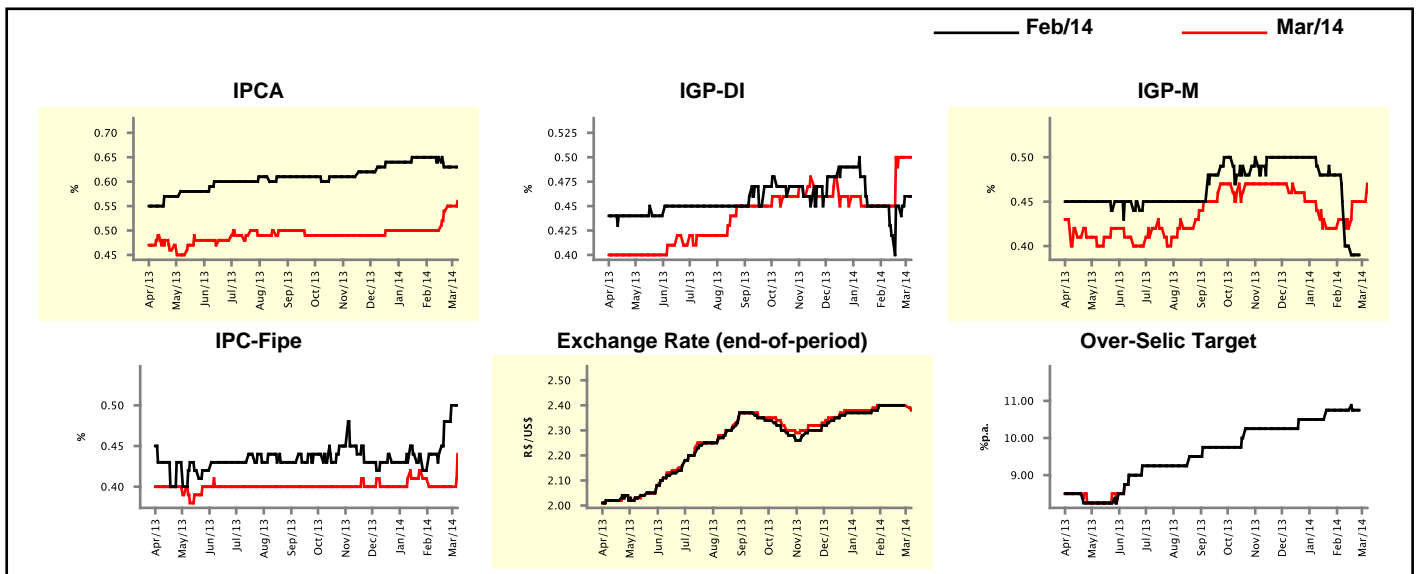 Feb/14 Mar/14
IPCA
%
0.70
0.65
0.60
0.55
0.50
0.45
Apr/13 May/13 Jun/13 Jul/13 Aug/13 Sep/13 Oct/13 Nov/13 Dec/13 Jan/14 Feb/14 Mar/14
IGP-DI
%
0.525
0.50
0.475
0.45
0.425
0.40
Apr/13 May/13 Jun/13 Jul/13 Aug/13 Sep/13 Oct/13 Nov/13 Dec/13 Jan/14 Feb/14 Mar/14
IGP-M
%
0.50
0.45
0.40
Apr/13 May/13 Jun/13 Jul/13 Aug/13 Sep/13 Oct/13 Nov/13 Dec/13 Jan/14 Feb/14 Mar/14
IPC-Fipe
%
0.50
0.45
0.40
Apr/13 May/13 Jun/13 Jul/13 Aug/13 Sep/13 Oct/13 Nov/13 Dec/13 Jan/14 Feb/14 Mar/14
Exchange Rate (end-of-period)
R$/US$
2.50
2.40
2.30
2.20
2.10
2.00
Apr/13 May/13 Jun/13 Jul/13 Aug/13 Sep/13 Oct/13 Nov/13 Dec/13 Jan/14 Feb/14 Mar/14
Over-Selic Target
%p.a.
11.00
10.00
9.00
Apr/13 May/13 Jun/13 Jul/13 Aug/13 Sep/13 Oct/13 Nov/13 Dec/13 Jan/14 Feb/14 Mar/14